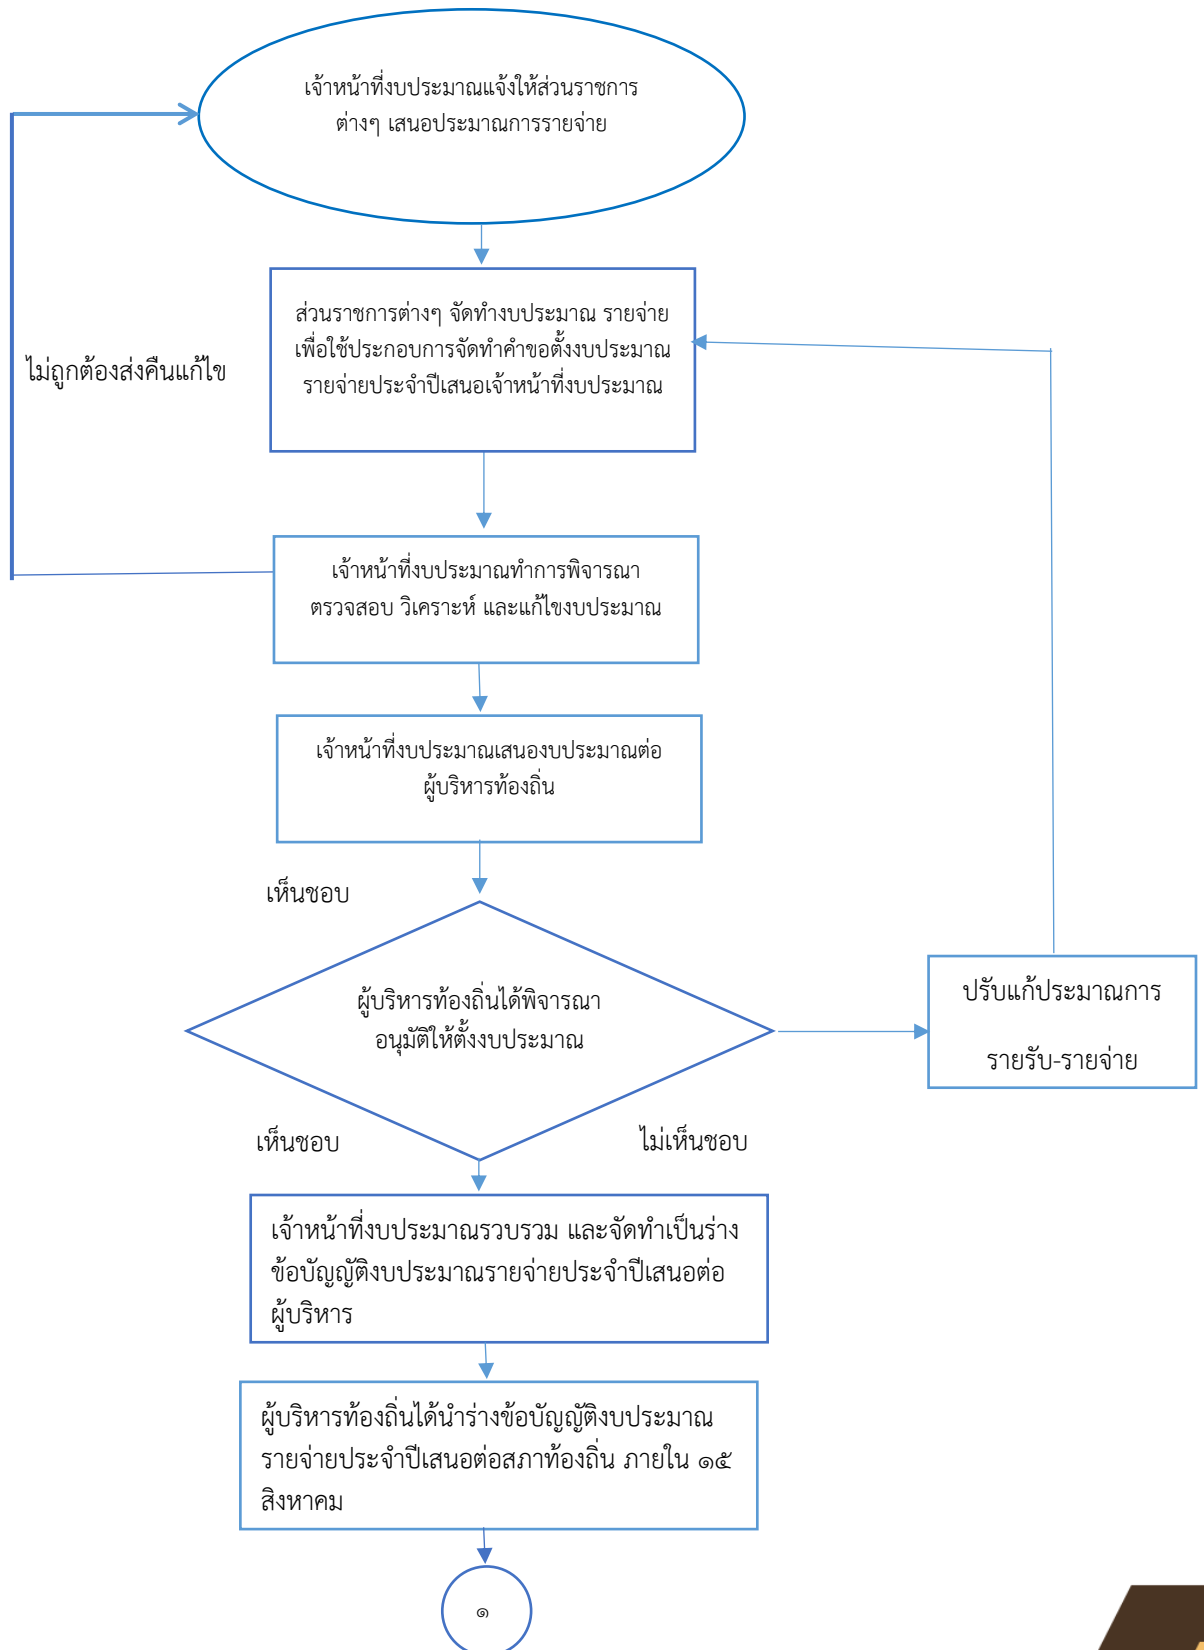 เจ้าหน้าที่งบประมาณแจ้งให้ส่วนราชการ
ต่างๆ เสนอประมาณการรายจ่าย
ส่วนราชการต่างๆ จัดทำงบประมาณ รายจ่าย
เพื่อใช้ประกอบการจัดทำคำขอตั้งงบประมาณ
รายจ่ายประจำปีเสนอเจ้าหน้าที่งบประมาณ
ไม่ถูกต้องส่งคืนแก้ไข
เจ้าหน้าที่งบประมาณทำการพิจารณา
ตรวจสอบ วิเคราะห์ และแก้ไขงบประมาณ
เจ้าหน้าที่งบประมาณเสนองบประมาณต่อ
ผู้บริหารท้องถิ่น
เห็นชอบ
ผู้บริหารท้องถิ่นได้พิจารณา
อนุมัติให้ตั้งงบประมาณ
ปรับแก้ประมาณการ
รายรับ-รายจ่าย
เห็นชอบ
ไม่เห็นชอบ
เจ้าหน้าที่งบประมาณรวบรวม และจัดทำเป็นร่าง
ข้อบัญญัติงบประมาณรายจ่ายประจำปีเสนอต่อ
ผู้บริหาร
ผู้บริหารท้องถิ่นได้นำร่างข้อบัญญัติงบประมาณ
รายจ่ายประจำปีเสนอต่อสภาท้องถิ่น ภายใน ๑๕
สิงหาคม
๑